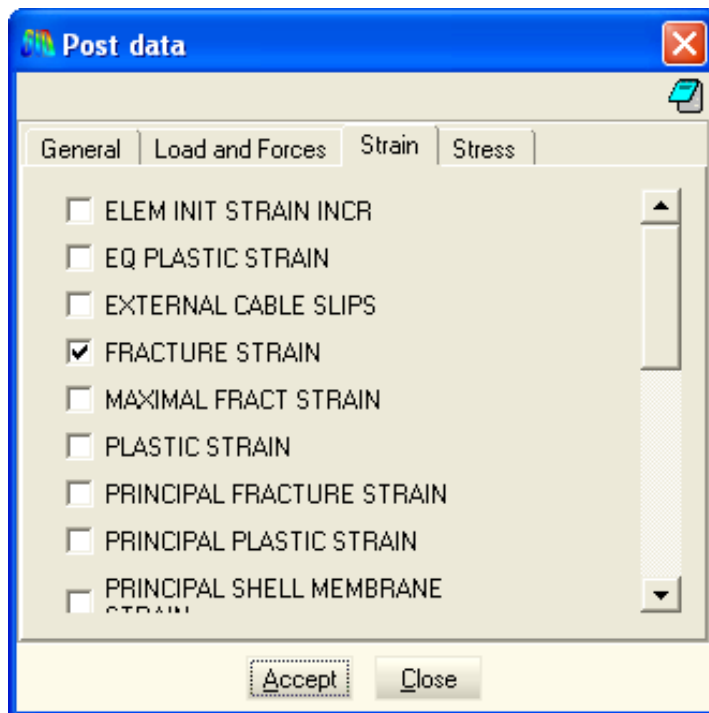 Post data
General
Load and Forces
Strain
Stress
ELEM INIT STRAIN INCR
EQ PLASTIC STRAIN
EXTERNAL CABLE SLIPS
FRACTURE STRAIN
MAXIMAL FRACT STRAIN
PLASTIC STRAIN
PRINCIPAL FRACTURE STRAIN
PRINCIPAL PLASTIC STRAIN
PRINCIPAL SHELL MEMBRANE
STRAIN
Accept
Close